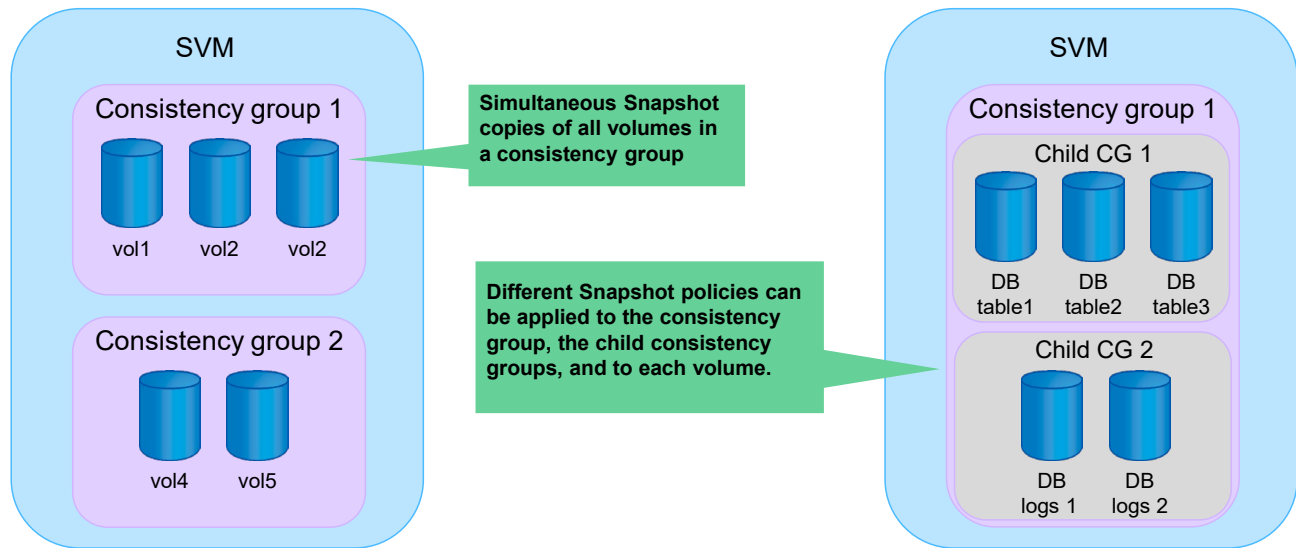 SVM
Consistency group 1
vol1
vol2
vol2
Consistency group 2
vol4
vol5
Simultaneous Snapshot
copies of all volumes in
a consistency group
Different Snapshot policies can
be applied to the consistency
group, the child consistency
groups, and to each volume.
SVM
Consistency group 1
Child CG 1
DB
table1
DB
table2
DB
table3
Child CG 2
DB
logs 1
DB
logs 2